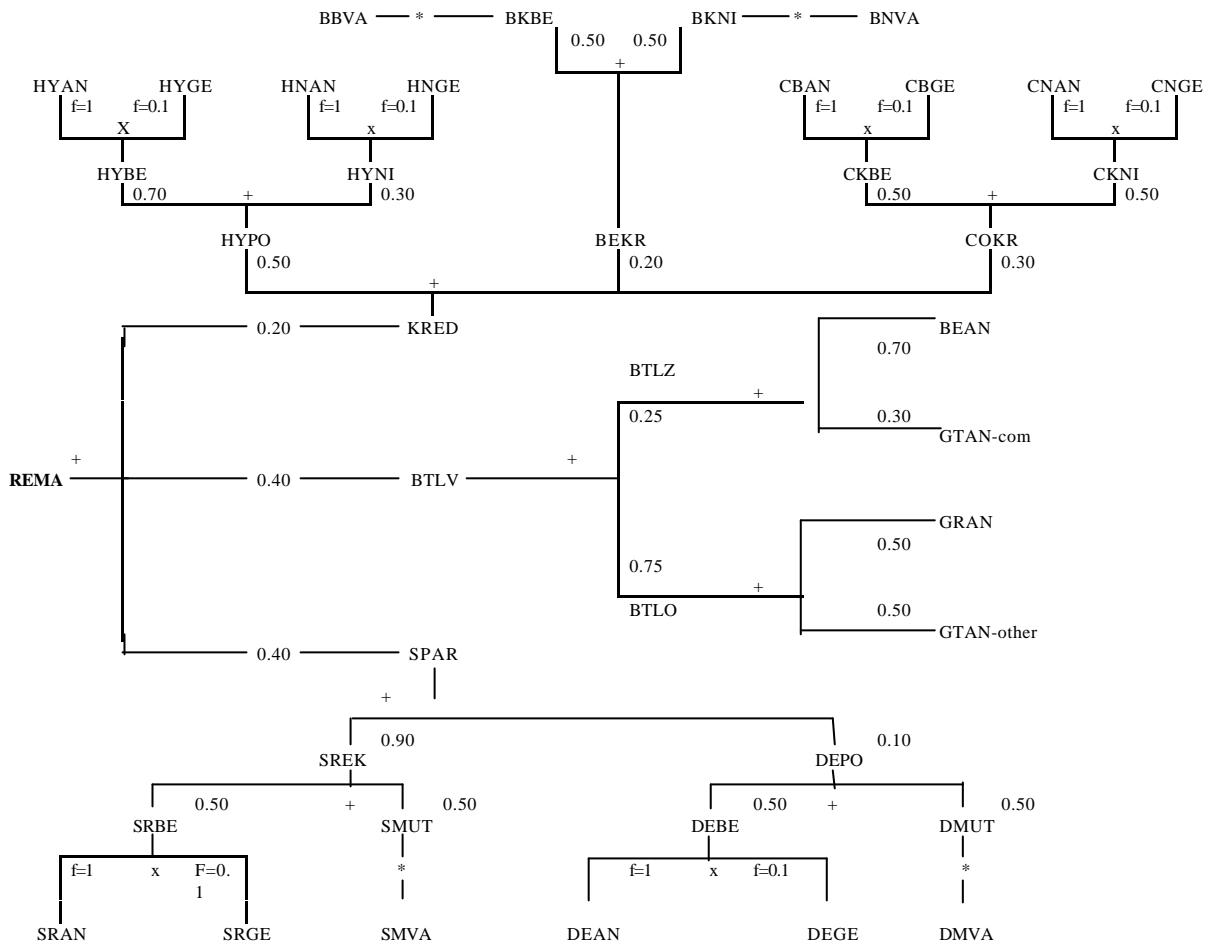 BBVA * BKBE BKNI * BNVA
0.50 0.50
+
HYAN HYGE HNAN HNGE CBAN CBGE CNAN CNGE
f=1 f=0.1 f=1 f=0.1 f=1 f=0.1 f=1 f=0.1
X x x x
HYBE HYNI CKBE CKNI
0.70 + 0.30 0.50 + 0.50
HYPO BEKR COKR
0.50 0.20 0.30
+
0.20 KRED BEAN
0.70
BTLZ
+
0.25 0.30
GTAN-com
+ +
REMA 0.40 BTLV
GRAN
0.50
0.75
+
BTLO 0.50
GTAN-other
0.40 SPAR
+
0.90 0.10
SREK DEPO
0.50 + 0.50 0.50 + 0.50
SRBE SMUT DEBE DMUT
f=1 x F=0. * f=1 x f=0.1 *
1
SRAN SRGE SMVA DEAN DEGE DMVA